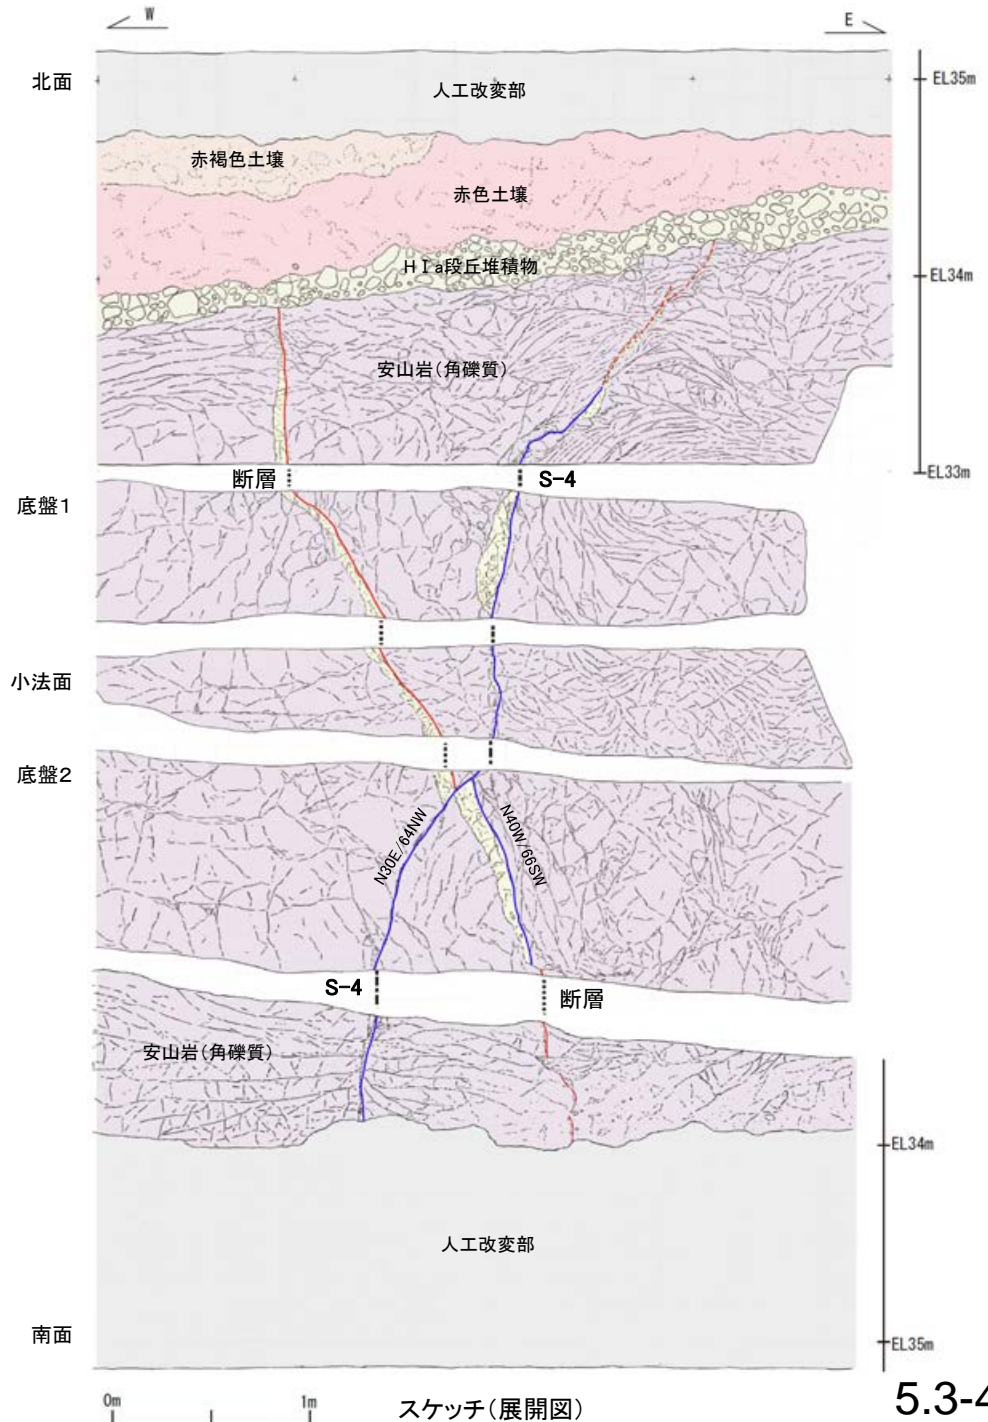 W
E
北面
人工改変部
EL35m
赤褐色土壌
赤色土壌
HⅠa段丘堆積物
EL34m
安山岩(角礫質)
EL33m
断層
S-4
底盤1
小法面
底盤2
N30E/64NW
N40W/66SW
S-4
断層
安山岩(角礫質)
EL34m
人工改変部
南面
EL35m
0m
1m
スケッチ(展開図)
5.3-4